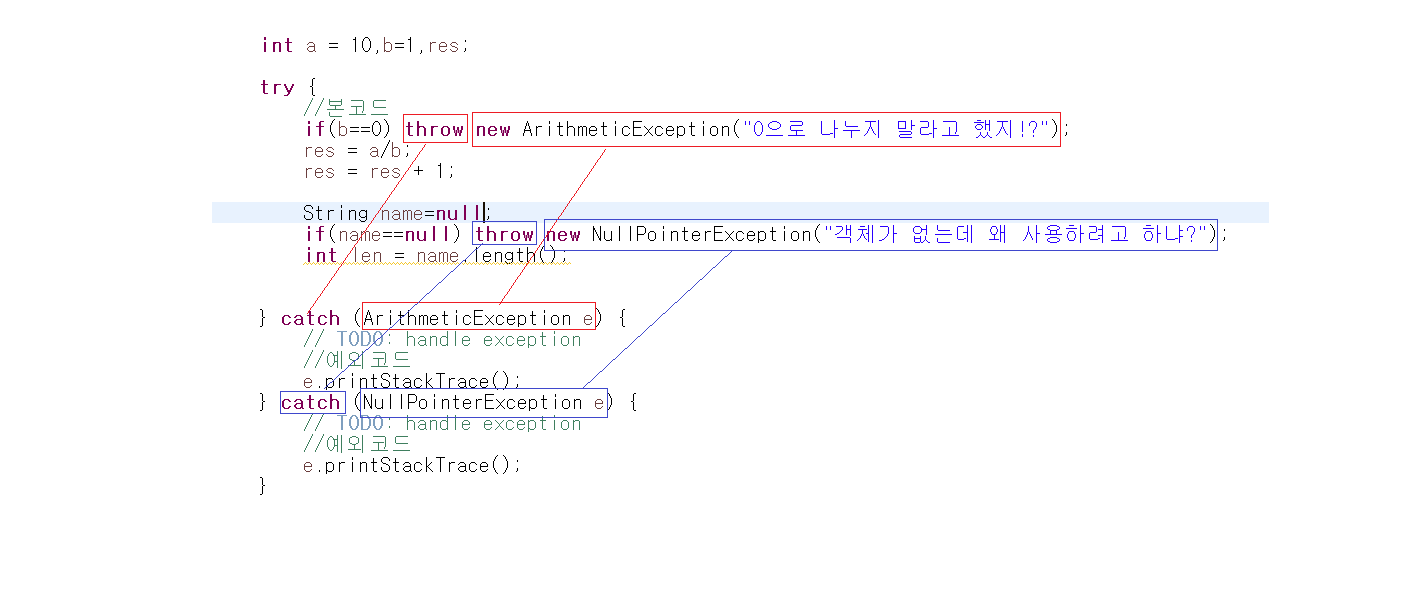 int a = 10,b=1,res;
try {
//본코드
if(b==0) throw new ArithmeticException("0으로 나누지 말라고 했지!?");
res = a/b;
res = res + 1;
String name=null;
if(name==null) throw new NullPointerException("객체가 없는데 왜 사용하려고 하냐?");
int len = name.length();
} catch (ArithmeticException e) {
// TODO: handle exception
//예외코드
e.printStackTrace();
} catch (NullPointerException e) {
// TODO: handle exception
//예외코드
e.printStackTrace();
}